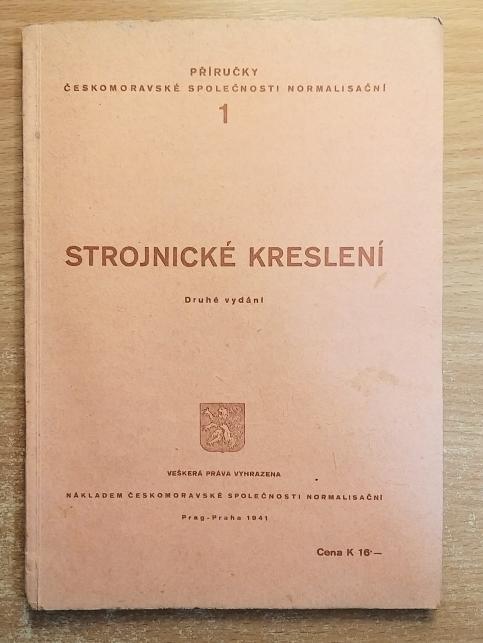 PŘÍRUČKY
ČESKOMORAVSKÉ SPOLEČNOSTI NORMALISAČNÍ
1
STROJNICKÉ KRESLENÍ
Druhé vydání
VEŠKERÁ PRÁVA VYHRAZENA
NÁKLADEM ČESKOMORAVSKÉ SPOLEČNOSTI NORMALISAČNÍ
Prag-Praha 1941
Cena K 16·—